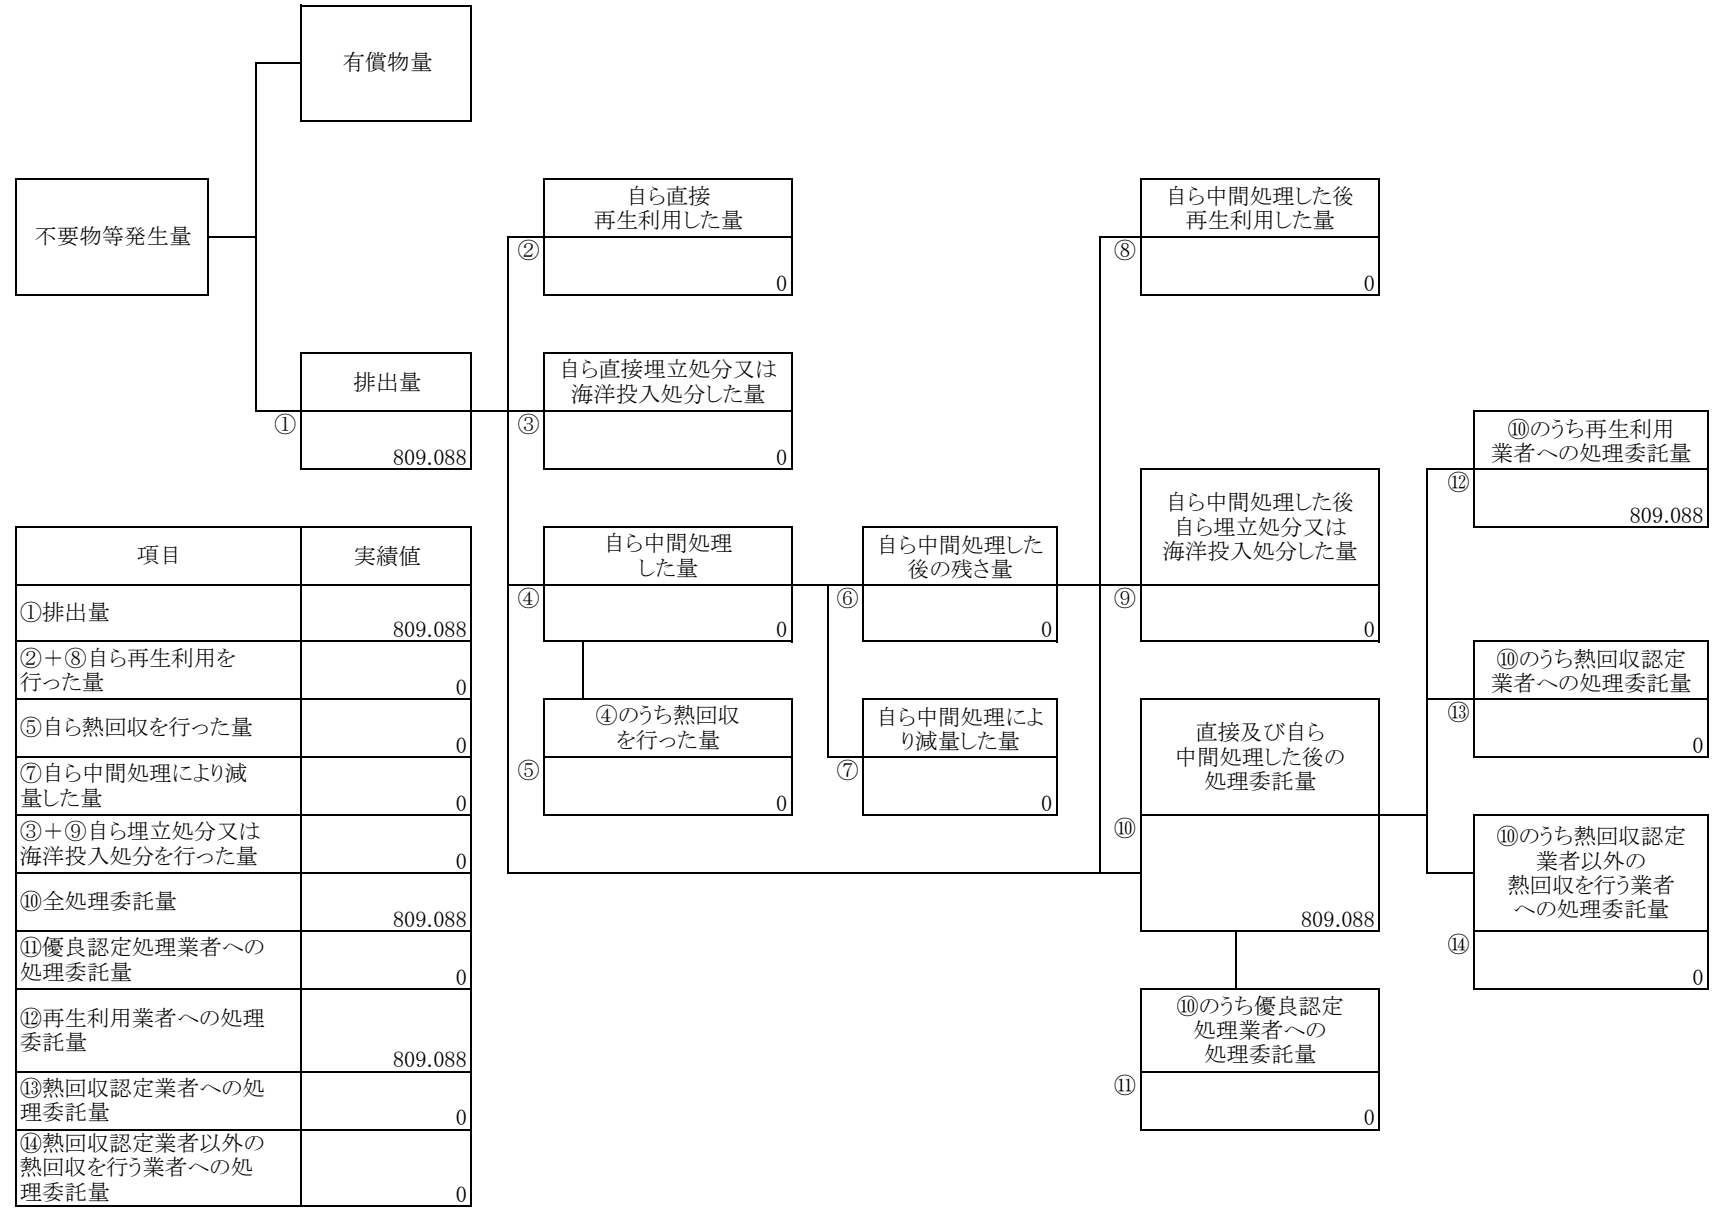 有償物量
不要物等発生量
自ら直接
再生利用した量
②
0
自ら中間処理した後
再生利用した量
⑧
0
排出量
①
809.088
自ら直接埋立処分又は
海洋投入処分した量
③
0
⑩のうち再生利用
業者への処理委託量
⑫
809.088
自ら中間処理
した量
④
0
自ら中間処理した
後の残さ量
⑥
0
自ら中間処理した後
自ら埋立処分又は
海洋投入処分した量
⑨
0
⑩のうち熱回収認定
業者への処理委託量
⑬
0
④のうち熱回収
を行った量
⑤
0
自ら中間処理によ
り減量した量
⑦
0
直接及び自ら
中間処理した後の
処理委託量
⑩
809.088
⑩のうち熱回収認定
業者以外の
熱回収を行う業者
への処理委託量
⑭
0
⑩のうち優良認定
処理業者への
処理委託量
⑪
0
項目
実績値
①排出量
809.088
②＋⑧自ら再生利用を
行った量
0
⑤自ら熱回収を行った量
0
⑦自ら中間処理により減
量した量
0
③＋⑨自ら埋立処分又は
海洋投入処分を行った量
0
⑩全処理委託量
809.088
⑪優良認定処理業者への
処理委託量
0
⑫再生利用業者への処理
委託量
809.088
⑬熱回収認定業者への処
理委託量
0
⑭熱回収認定業者以外の
熱回収を行う業者への処
理委託量
0